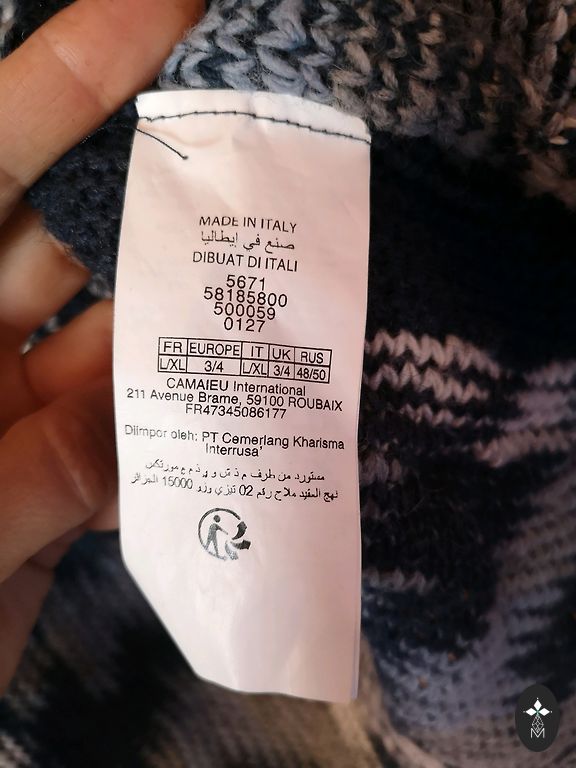 MADE IN ITALY
صنع في إيطاليا
DIBUAT DI ITALI
5671
58185800
500059
0127
FR EUROPE IT UK RUS
L/XL 3/4 L/XL 3/4 48/50
CAMAIEU International
211 Avenue Brame, 59100 ROUBAIX
FR47345086177
Diimpor oleh: PT Cemerlang Kharisma
Interrusa'
مستورد من طرف م ذ ش و
نهج العقيد ملاح رقم 02 تيزي وزو 15000 الجزائر
M